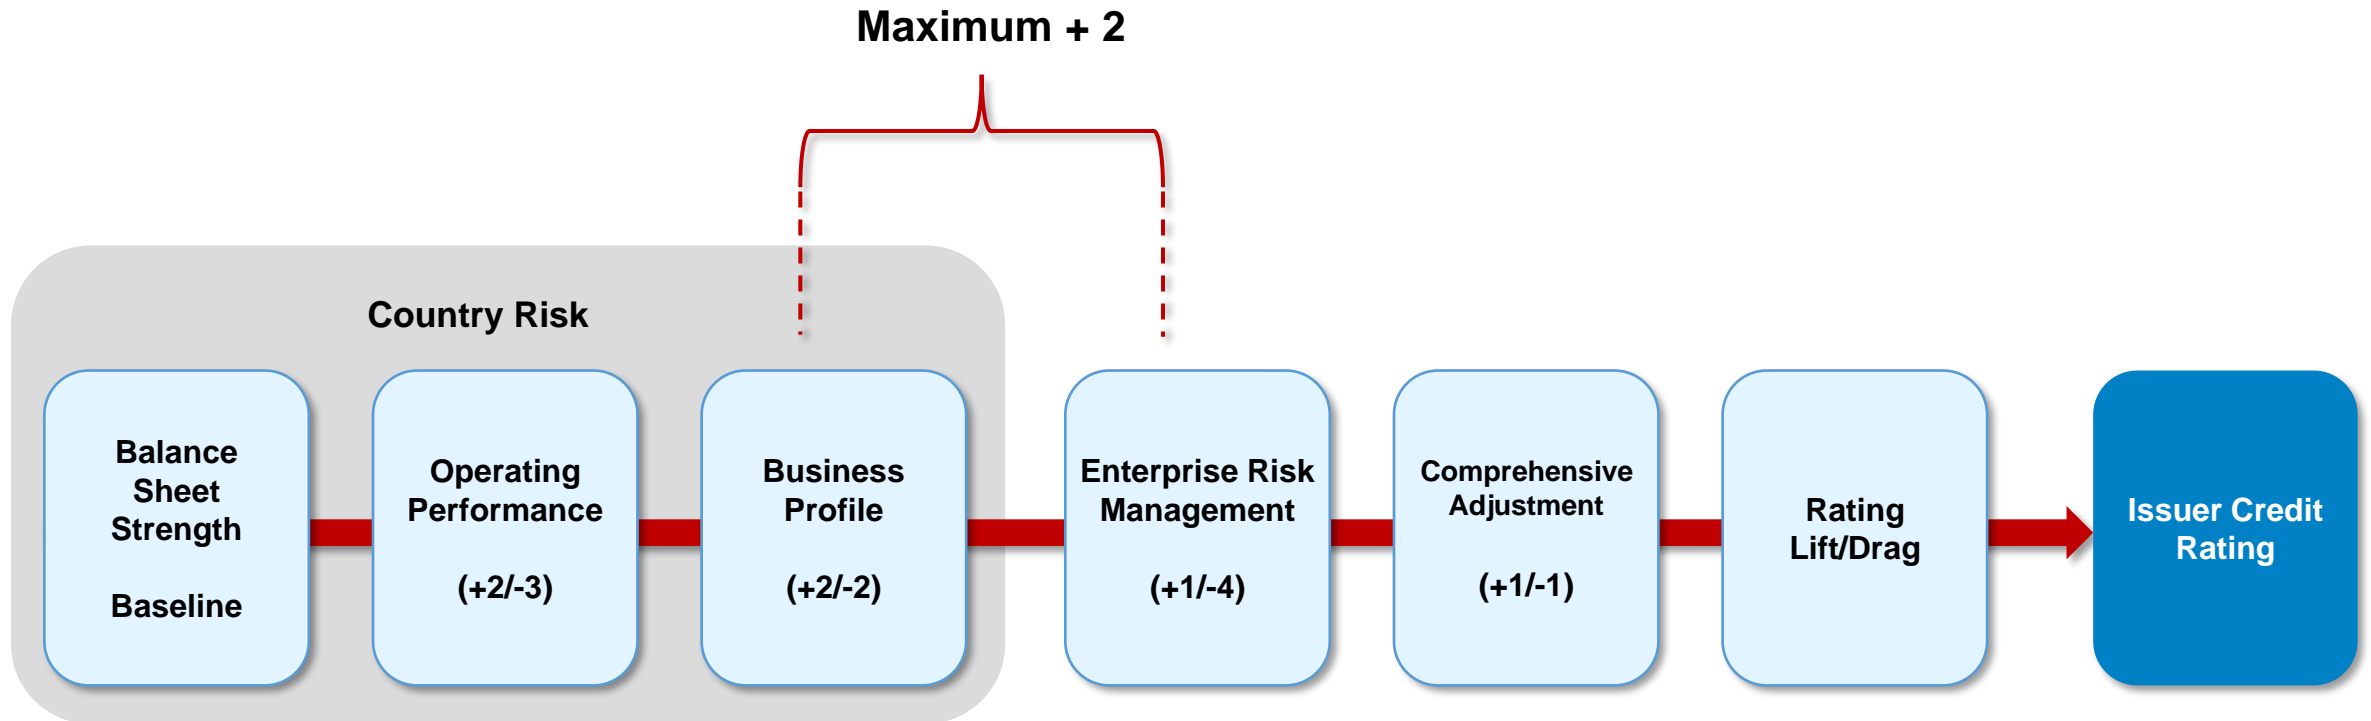 Maximum + 2
Country Risk
Balance
Sheet
Strength
Baseline
Operating
Performance
(+2/-3)
Business
Profile
(+2/-2)
Enterprise Risk
Management
(+1/-4)
Comprehensive
Adjustment
(+1/-1)
Rating
Lift/Drag
Issuer Credit
Rating